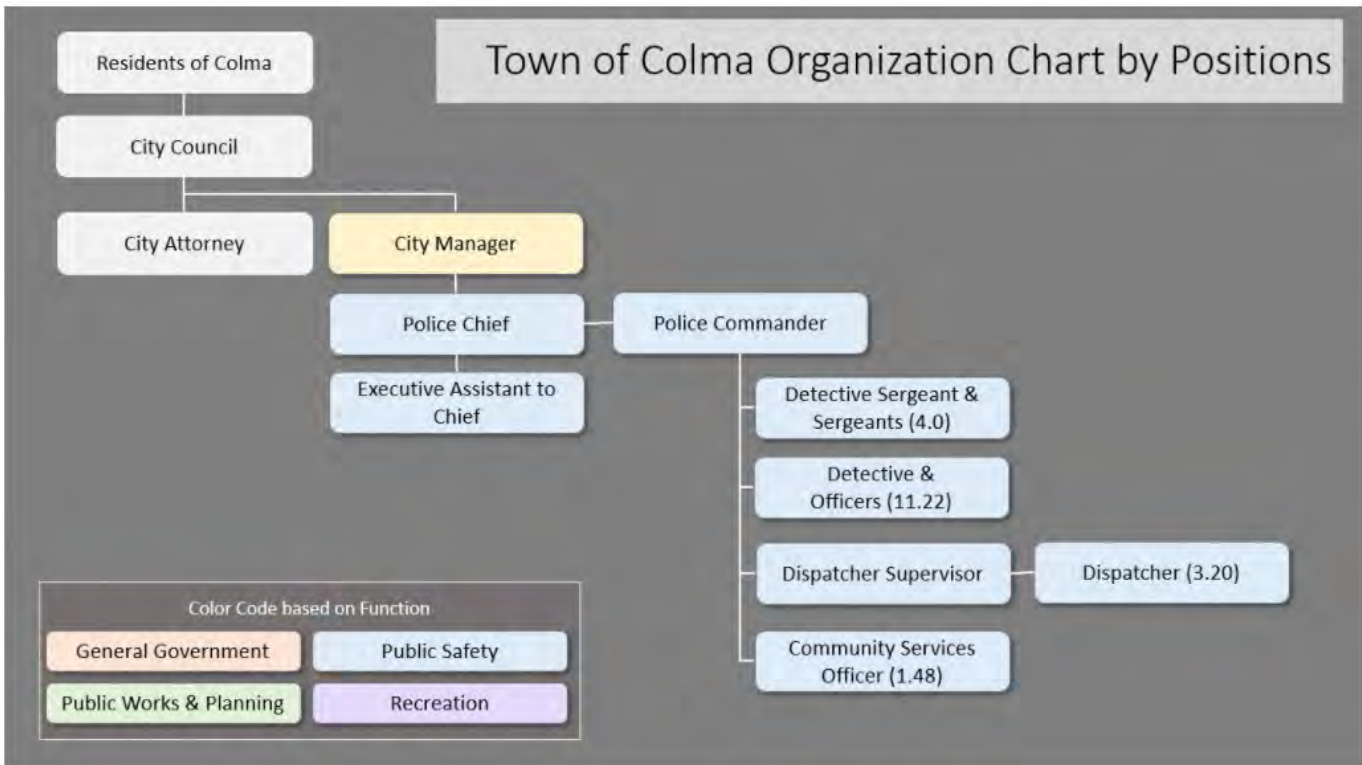 Town of Colma Organization Chart by Positions
Residents of Colma
City Council
City Attorney
City Manager
Police Chief
Police Commander
Executive Assistant to
Chief
Detective Sergeant &
Sergeants (4.0)
Detective &
Officers (11.22)
Dispatcher Supervisor
Dispatcher (3.20)
Community Services
Officer (1.48)
Color Code based on Function
General Government
Public Safety
Public Works & Planning
Recreation